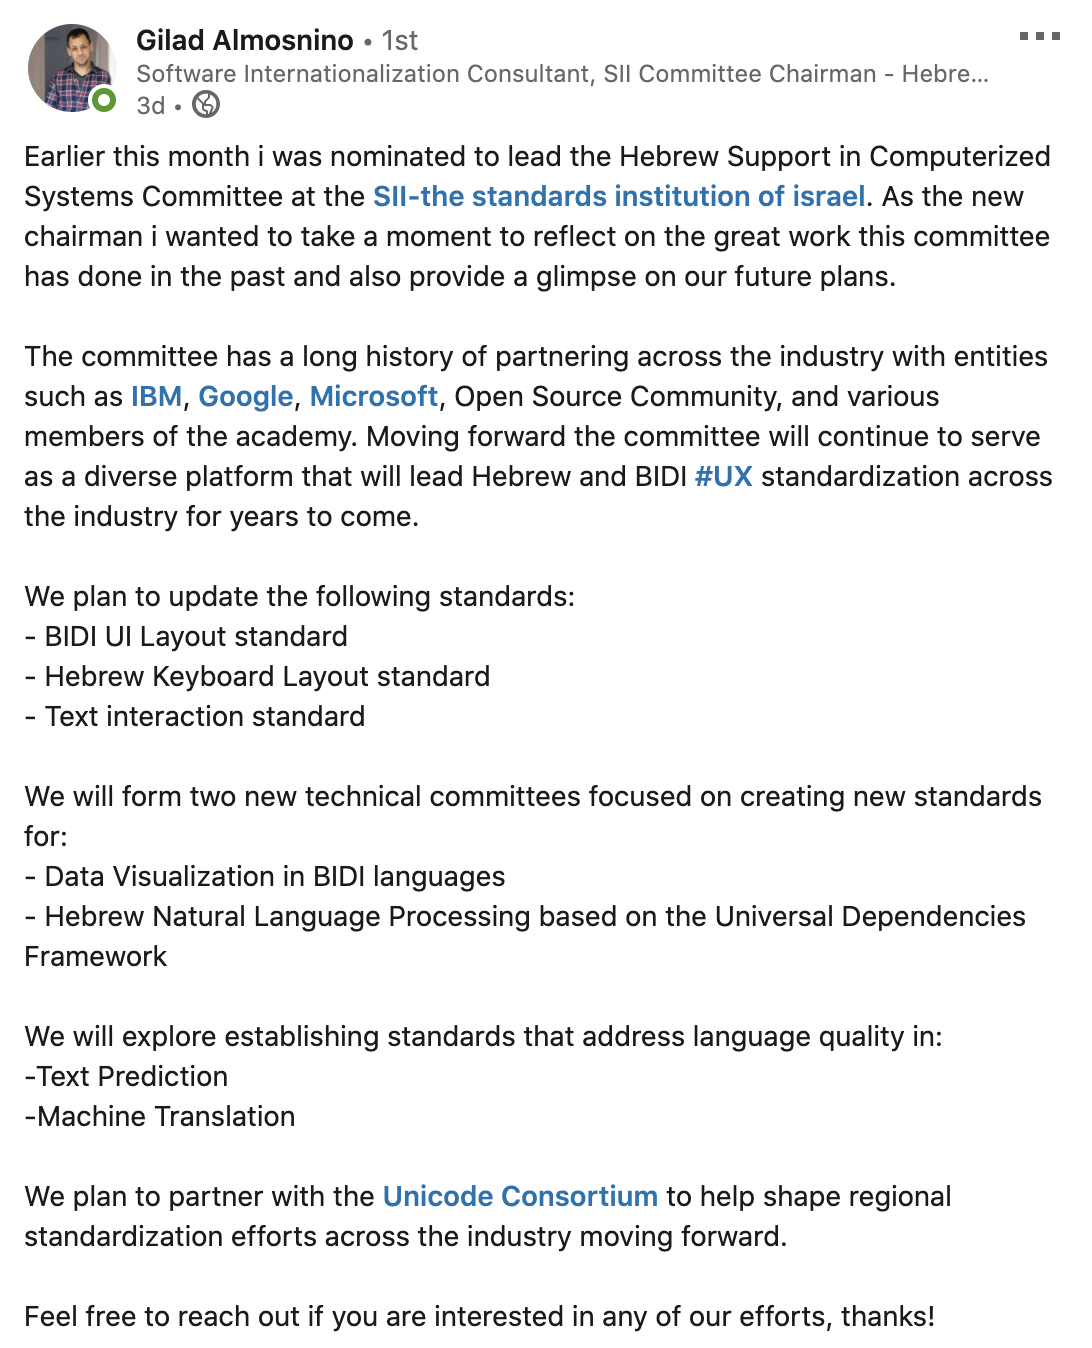 Gilad Almosnino • 1st
Software Internationalization Consultant, SII Committee Chairman - Hebre...
3d •
Earlier this month i was nominated to lead the Hebrew Support in Computerized
Systems Committee at the SII-the standards institution of israel. As the new
chairman i wanted to take a moment to reflect on the great work this committee
has done in the past and also provide a glimpse on our future plans.
The committee has a long history of partnering across the industry with entities
such as IBM, Google, Microsoft, Open Source Community, and various
members of the academy. Moving forward the committee will continue to serve
as a diverse platform that will lead Hebrew and BIDI #UX standardization across
the industry for years to come.
We plan to update the following standards:
- BIDI UI Layout standard
- Hebrew Keyboard Layout standard
- Text interaction standard
We will form two new technical committees focused on creating new standards
for:
- Data Visualization in BIDI languages
- Hebrew Natural Language Processing based on the Universal Dependencies
Framework
We will explore establishing standards that address language quality in:
-Text Prediction
-Machine Translation
We plan to partner with the Unicode Consortium to help shape regional
standardization efforts across the industry moving forward.
Feel free to reach out if you are interested in any of our efforts, thanks!